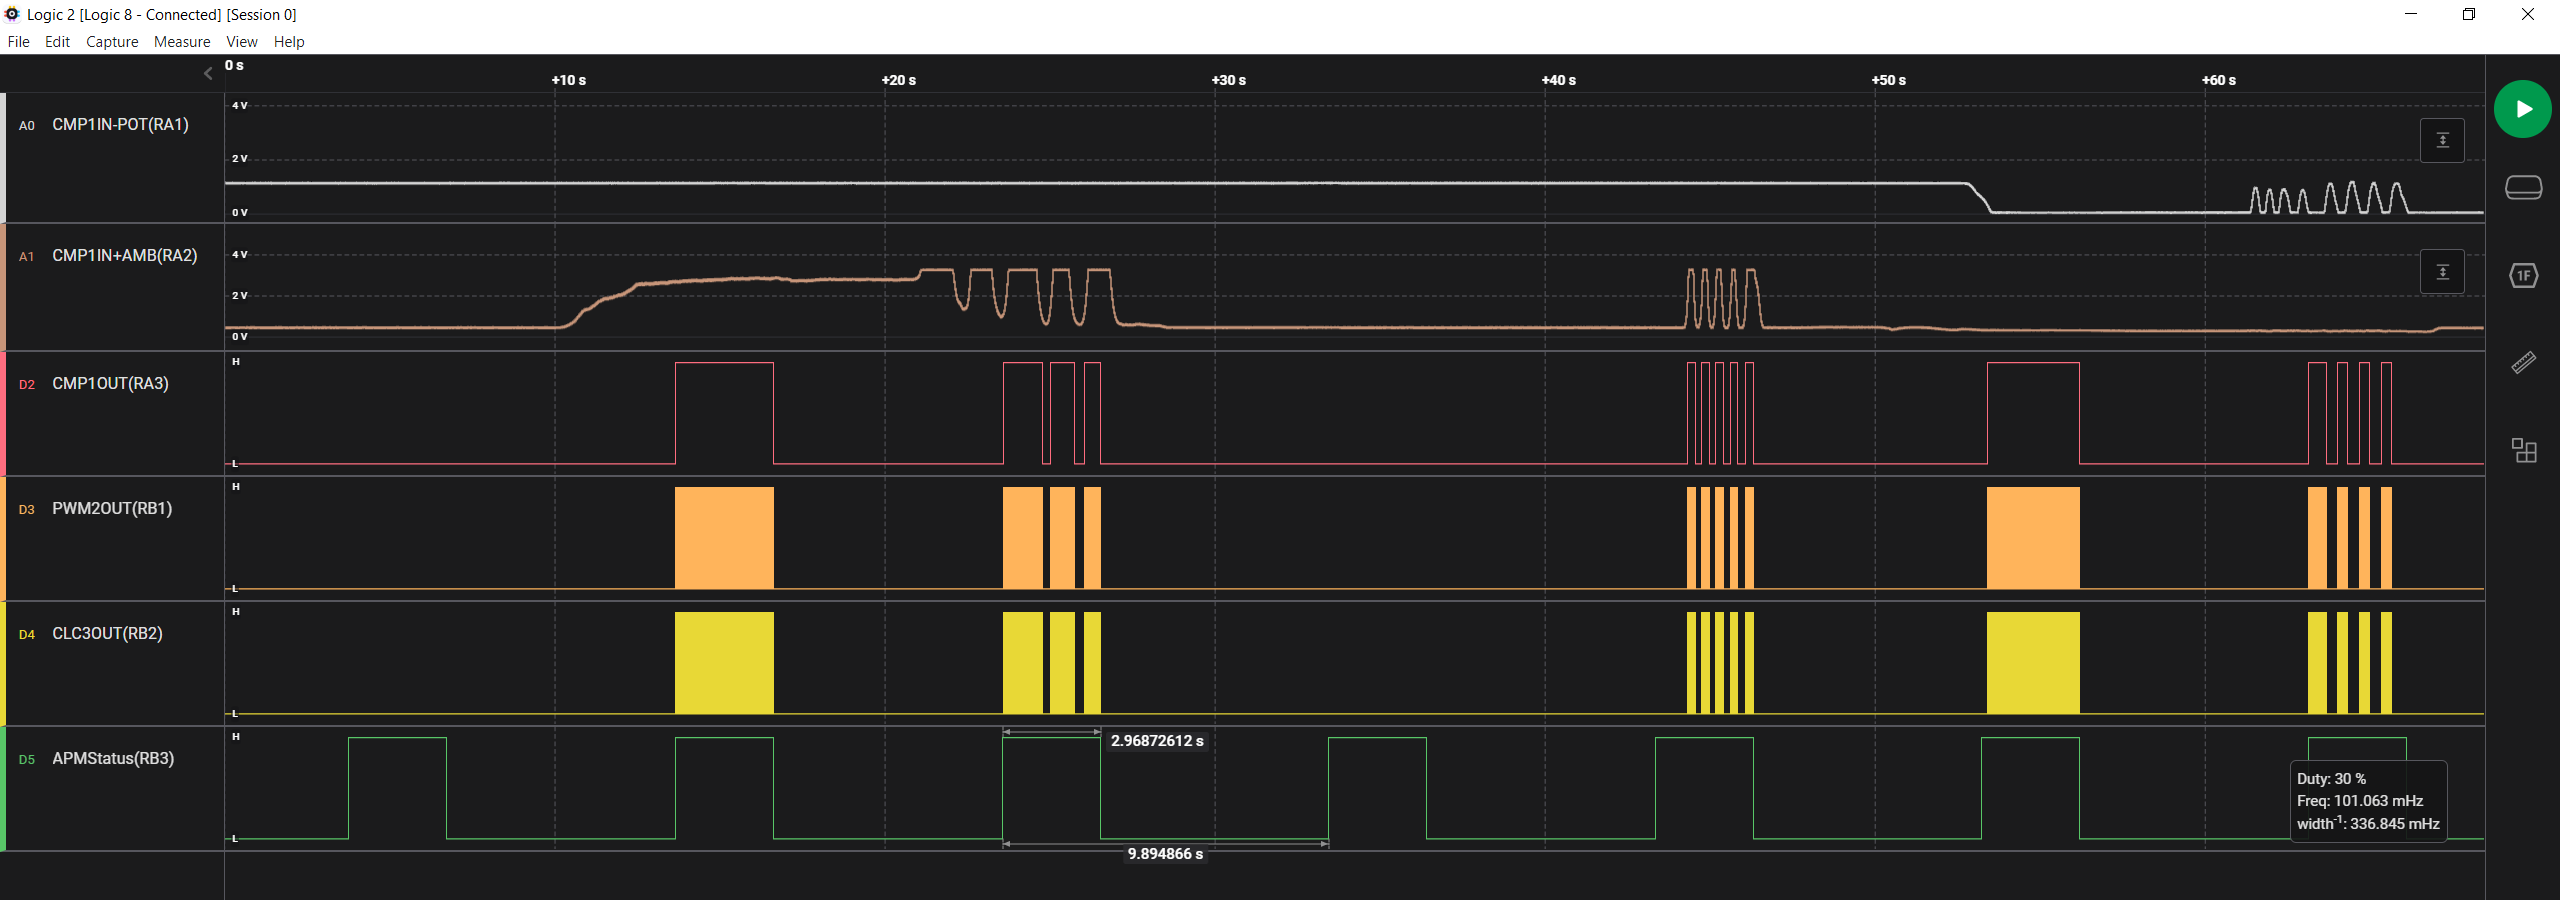 Logic 2 [Logic 8 - Connected] [Session 0]
File Edit Capture Measure View Help
0 s
+10 s +20 s +30 s +40 s +50 s +60 s
A0 CMP1IN-POT(RA1)
4 V
2 V
0 V
A1 CMP1IN+AMB(RA2)
4 V
2 V
0 V
1F
D2 CMP1OUT(RA3)
H
L
D3 PWM2OUT(RB1)
H
L
D4 CLC3OUT(RB2)
H
L
D5 APMStatus(RB3)
H
L
2.96872612 s
9.894866 s
Duty: 30 %
Freq: 101.063 mHz
width⁻¹: 336.845 mHz